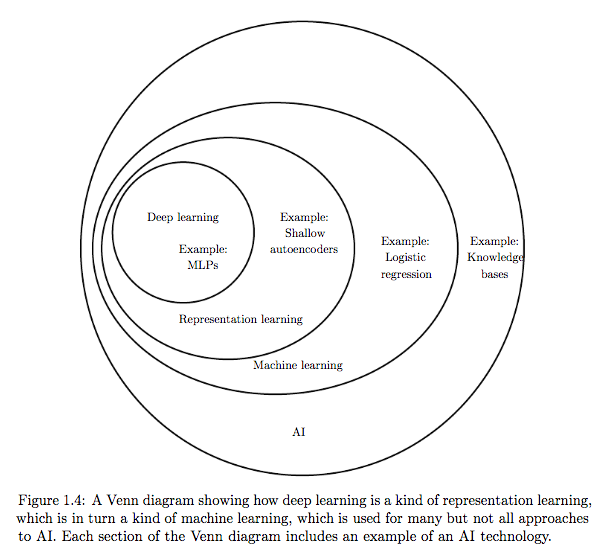 Deep learning
Example:
MLPs
Example:
Shallow
autoencoders
Example:
Logistic
regression
Example:
Knowledge
bases
Representation learning
Machine learning
AI
Figure 1.4: A Venn diagram showing how deep learning is a kind of representation learning,
which is in turn a kind of machine learning, which is used for many but not all approaches
to AI. Each section of the Venn diagram includes an example of an AI technology.